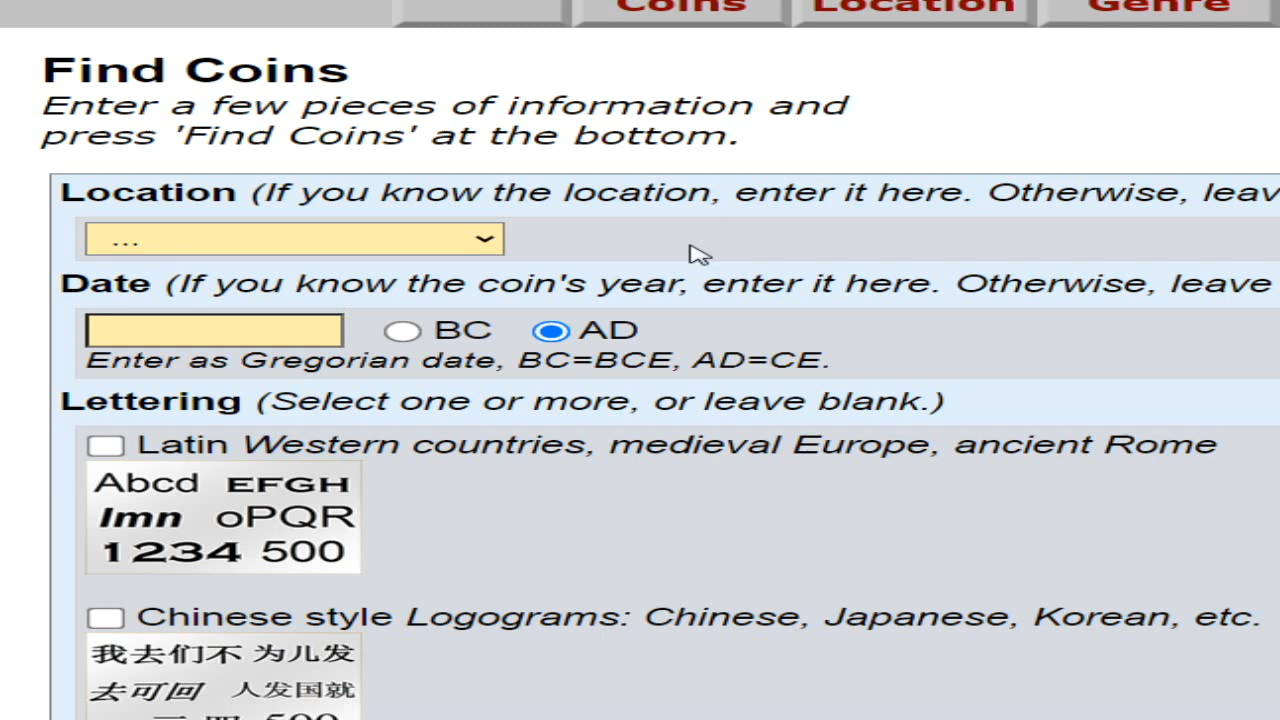 Coins Location Genre
Find Coins
Enter a few pieces of information and
press 'Find Coins' at the bottom.
Location (If you know the location, enter it here. Otherwise, leav
...
Date (If you know the coin's year, enter it here. Otherwise, leave
BC AD
Enter as Gregorian date, BC=BCE, AD=CE.
Lettering (Select one or more, or leave blank.)
Latin Western countries, medieval Europe, ancient Rome
Abcd EFGH
lmn oPQR
1234 500
Chinese style Logograms: Chinese, Japanese, Korean, etc.
我去们不 为儿发
去可回 人发国就